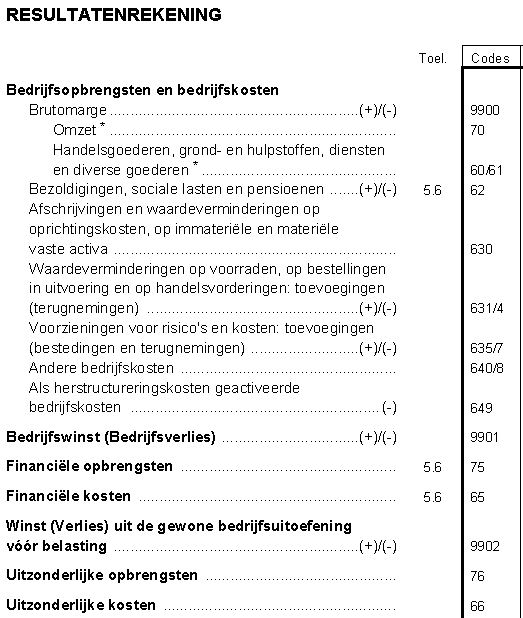 RESULTATENREKENING
Toel. Codes
Bedrijfsopbrengsten en bedrijfskosten
Brutomarge ............................................................(+)/(-) 9900
Omzet * ..................................................................... 70
Handelsgoederen, grond- en hulpstoffen, diensten
en diverse goederen * ............................................... 60/61
Bezoldigingen, sociale lasten en pensioenen .......(+)/(-) 5.6 62
Afschrijvingen en waardeverminderingen op
oprichtingskosten, op immateriële en materiële
vaste activa .................................................................... 630
Waardeverminderingen op voorraden, op bestellingen
in uitvoering en op handelsvorderingen: toevoegingen
(terugnemingen) ...................................................(+)/(-) 631/4
Voorzieningen voor risico's en kosten: toevoegingen
(bestedingen en terugnemingen) ..........................(+)/(-) 635/7
Andere bedrijfskosten .................................................... 640/8
Als herstructureringskosten geactiveerde
bedrijfskosten ............................................................ (-) 649
Bedrijfswinst (Bedrijfsverlies) .................................(+)/(-) 9901
Financiële opbrengsten .................................................... 5.6 75
Financiële kosten .............................................................. 5.6 65
Winst (Verlies) uit de gewone bedrijfsuitoefening
vóór belasting ...........................................................(+)/(-) 9902
Uitzonderlijke opbrengsten .............................................. 76
Uitzonderlijke kosten ........................................................ 66